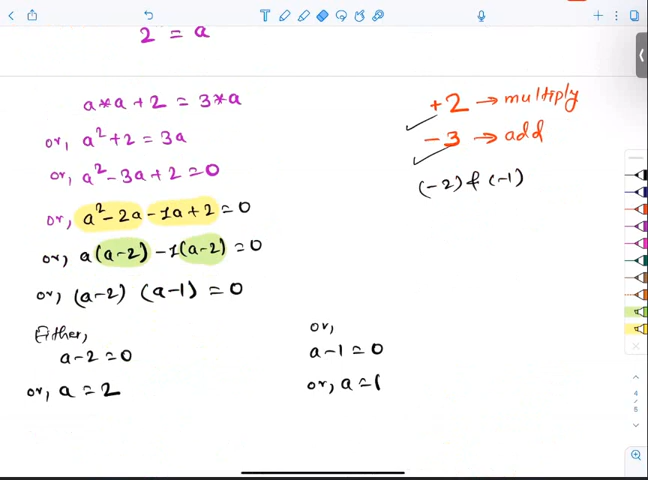 2 = a
a*a + 2 = 3*a
or, a² + 2 = 3a
or, a² - 3a + 2 = 0
or, a² - 2a - 1a + 2 = 0
or, a(a-2) - 1(a-2) = 0
or, (a-2) (a-1) = 0
Either,
a - 2 = 0
or, a = 2
or,
a - 1 = 0
or, a = 1
+2 → multiply
-3 → add
(-2) & (-1)
4
/
5